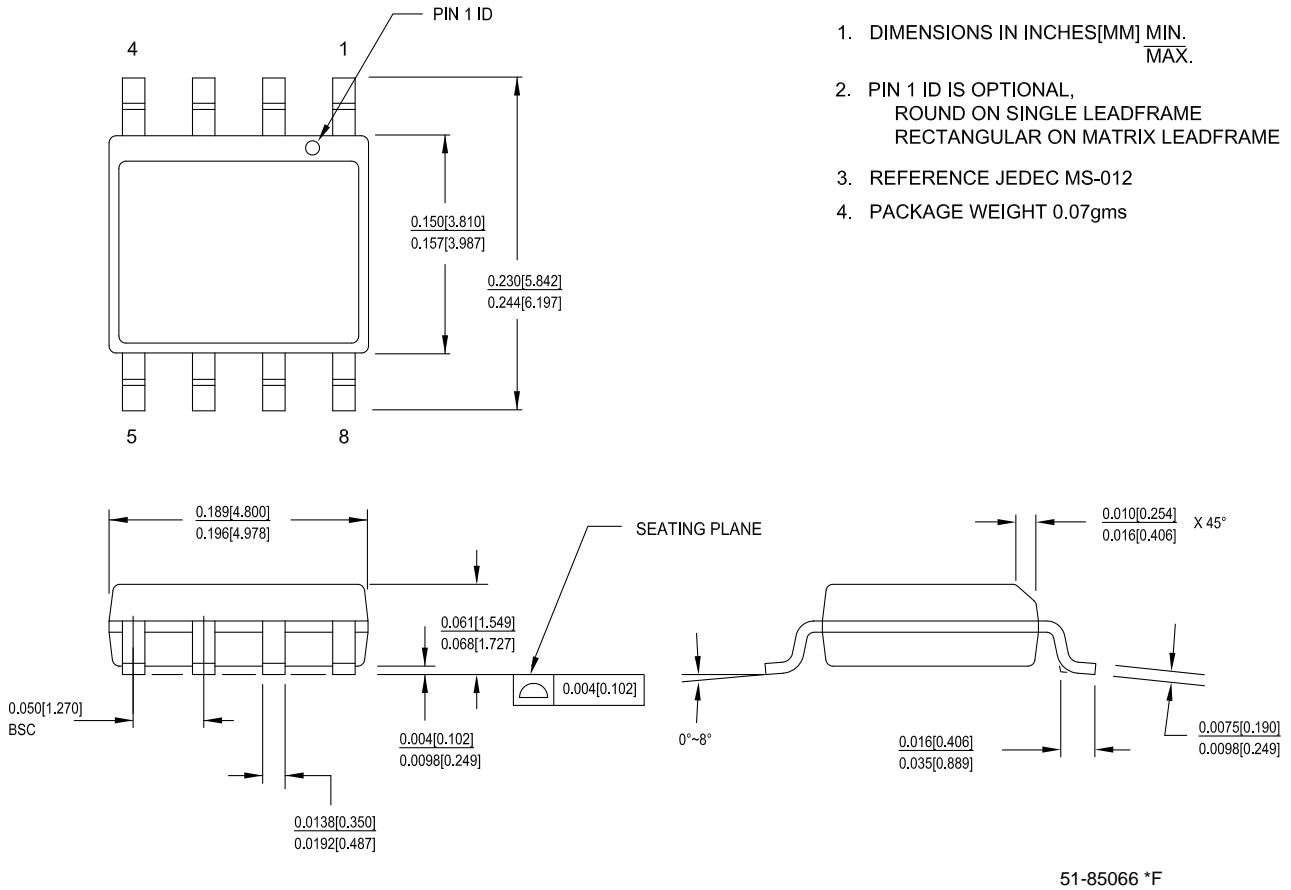 PIN 1 ID
4
1
0.150[3.810]
0.157[3.987]
0.230[5.842]
0.244[6.197]
5
8
1. DIMENSIONS IN INCHES[MM] MIN.
MAX.
2. PIN 1 ID IS OPTIONAL,
ROUND ON SINGLE LEADFRAME
RECTANGULAR ON MATRIX LEADFRAME
3. REFERENCE JEDEC MS-012
4. PACKAGE WEIGHT 0.07gms
0.189[4.800]
0.196[4.978]
SEATING PLANE
0.010[0.254]
0.016[0.406]
X 45°
0.061[1.549]
0.068[1.727]
0.004[0.102]
0.050[1.270]
BSC
0.004[0.102]
0.0098[0.249]
0°~8°
0.016[0.406]
0.035[0.889]
0.0075[0.190]
0.0098[0.249]
0.0138[0.350]
0.0192[0.487]
51-85066 *F